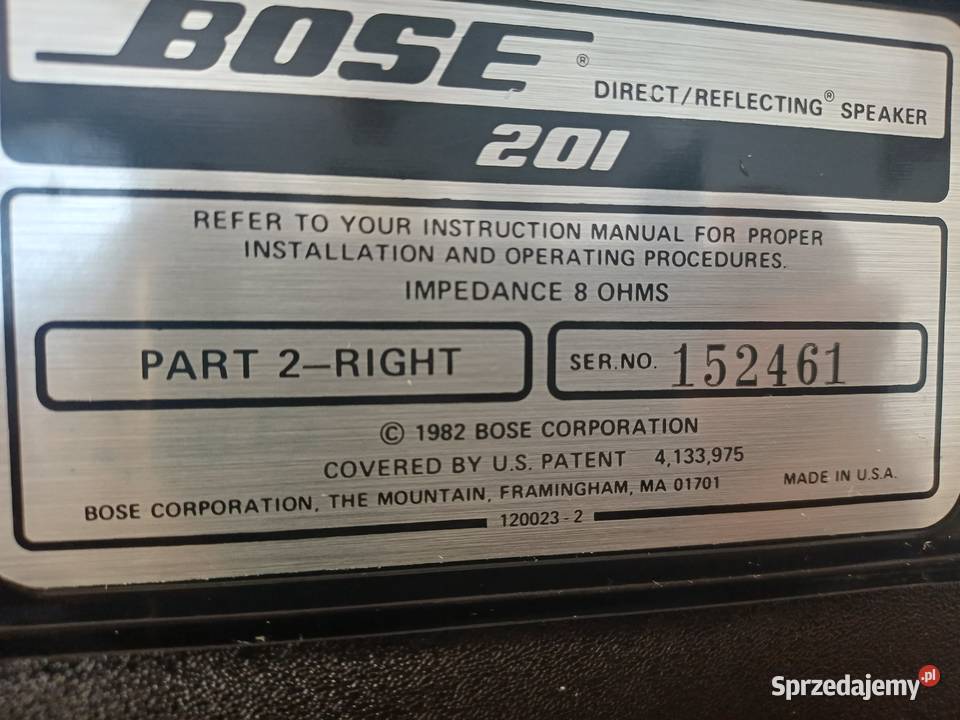 BOSE®
DIRECT/REFLECTING® SPEAKER
201
REFER TO YOUR INSTRUCTION MANUAL FOR PROPER
INSTALLATION AND OPERATING PROCEDURES.
IMPEDANCE 8 OHMS
PART 2–RIGHT
SER.NO. 152461
© 1982 BOSE CORPORATION
COVERED BY U.S. PATENT 4,133,975
BOSE CORPORATION, THE MOUNTAIN, FRAMINGHAM, MA 01701
MADE IN U.S.A.
120023-2
Sprzedajemy.pl